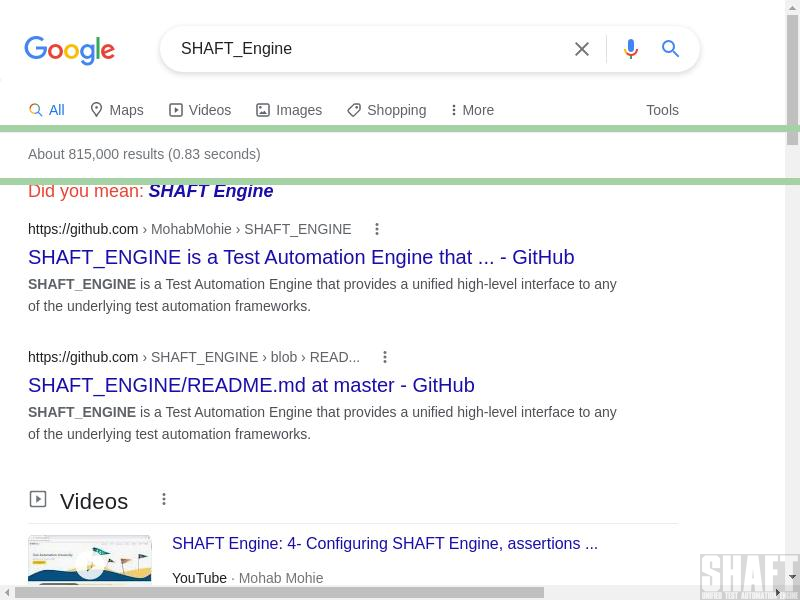 Google
SHAFT_Engine
All Maps Videos Images Shopping More Tools
About 815,000 results (0.83 seconds)
Did you mean: SHAFT Engine
https://github.com › MohabMohie › SHAFT_ENGINE
SHAFT_ENGINE is a Test Automation Engine that ... - GitHub
SHAFT_ENGINE is a Test Automation Engine that provides a unified high-level interface to any
of the underlying test automation frameworks.
https://github.com › SHAFT_ENGINE › blob › READ...
SHAFT_ENGINE/README.md at master - GitHub
SHAFT_ENGINE is a Test Automation Engine that provides a unified high-level interface to any
of the underlying test automation frameworks.
Videos
SHAFT Engine: 4- Configuring SHAFT Engine, assertions ...
YouTube · Mohab Mohie
SHAFT
UNIFIED TEST AUTOMATION ENGINE